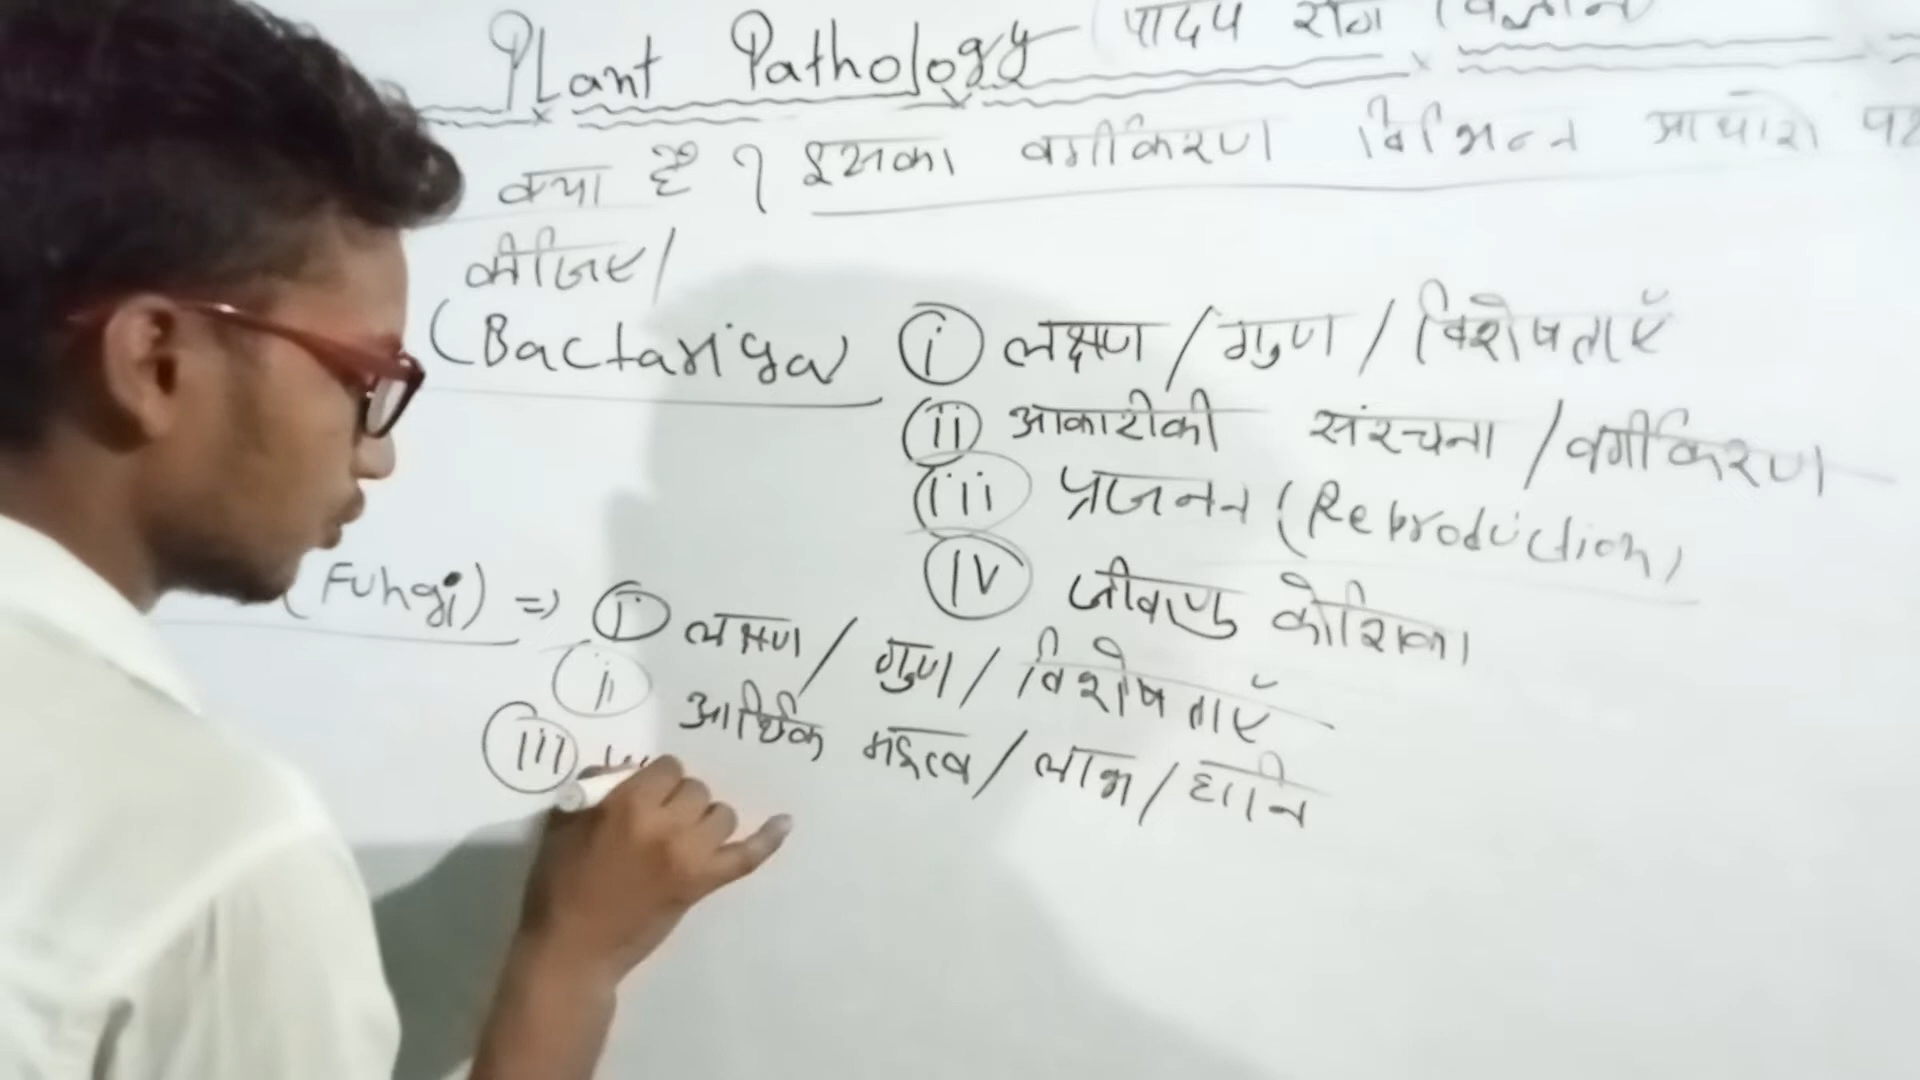 Plant Pathology (पादप रोग विज्ञान)
क्या है ? इसका वर्गीकरण विभिन्न आधारो पर
कीजिए।
(Bactariya
(i) लक्षण / गुण / विशेषताएँ
(ii) आकारीकी संरचना / वर्गीकरण
(iii) प्रजनन (Reproduction)
(iv) जीवाणु कोशिका
(Fungi) => (i) लक्षण / गुण / विशेषताएँ
(ii) आर्थिक महत्व / लाभ / हानि
(iii)